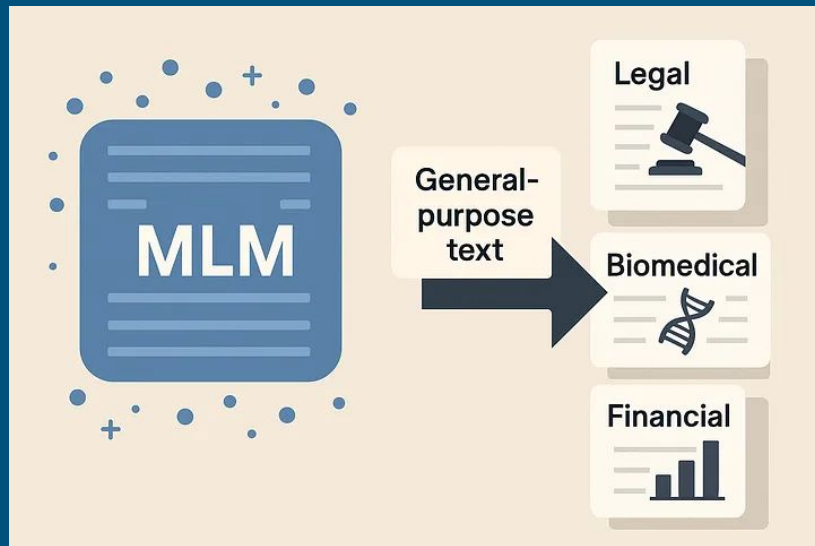 MLM
General-
purpose
text
Legal
Biomedical
Financial